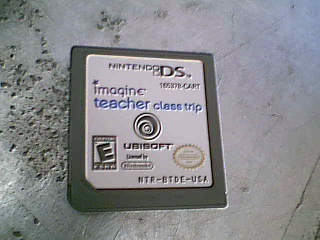 NINTENDO DS
165378-CART
imagine
teacher class trip
E
UBISOFT
Licensed by
Nintendo
NTR-BTDE-USA